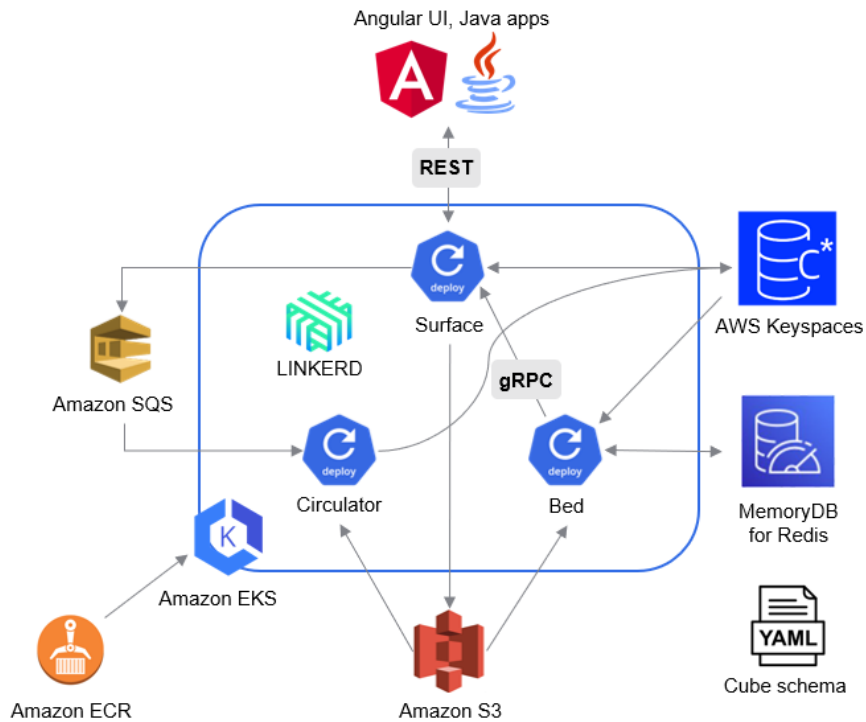 Angular UI, Java apps
A
REST
deploy
Surface
C*
AWS Keyspaces
LINKERD
Amazon SQS
gRPC
deploy
Circulator
deploy
Bed
MemoryDB
for Redis
K
Amazon EKS
YAML
Cube schema
Amazon ECR
Amazon S3